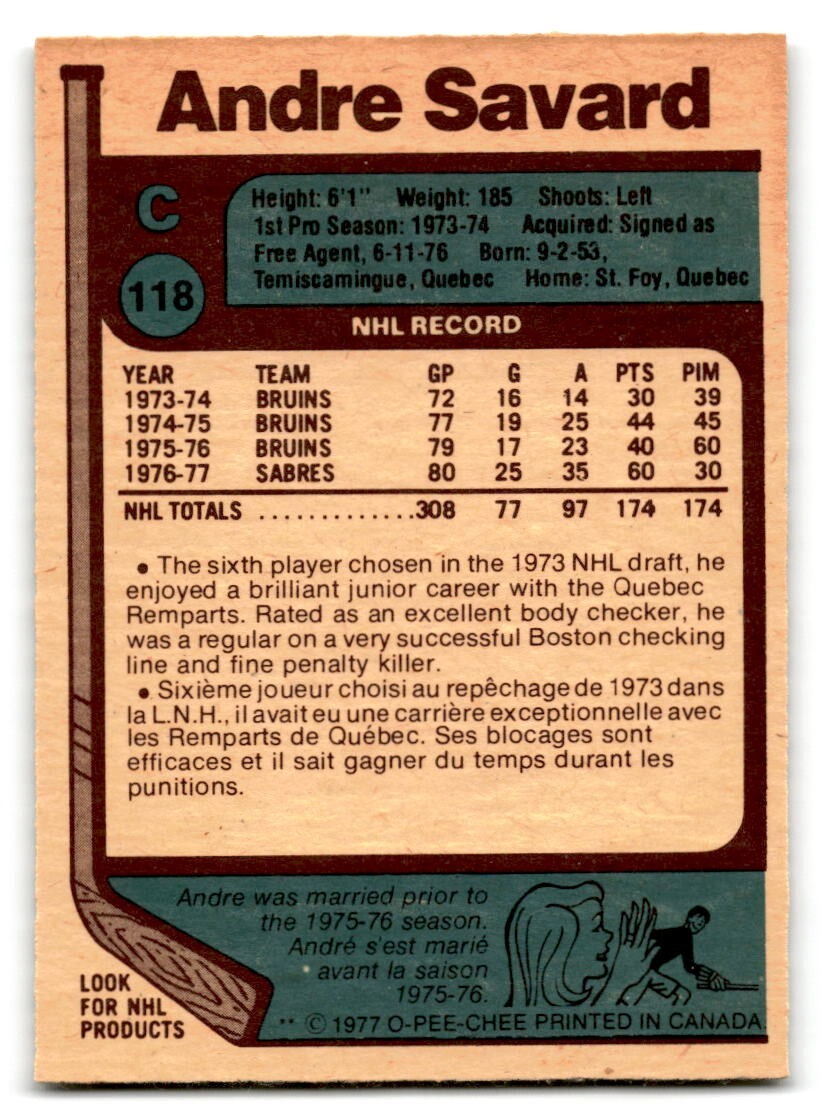 Andre Savard
C
118
Height: 6'1" Weight: 185 Shoots: Left
1st Pro Season: 1973-74 Acquired: Signed as
Free Agent, 6-11-76 Born: 9-2-53,
Temiscamingue, Quebec Home: St. Foy, Quebec
NHL RECORD
YEAR TEAM GP G A PTS PIM
1973-74 BRUINS 72 16 14 30 39
1974-75 BRUINS 77 19 25 44 45
1975-76 BRUINS 79 17 23 40 60
1976-77 SABRES 80 25 35 60 30
NHL TOTALS .............308 77 97 174 174
• The sixth player chosen in the 1973 NHL draft, he
enjoyed a brilliant junior career with the Quebec
Remparts. Rated as an excellent body checker, he
was a regular on a very successful Boston checking
line and fine penalty killer.
• Sixième joueur choisi au repêchage de 1973 dans
la L.N.H., il avait eu une carrière exceptionnelle avec
les Remparts de Québec. Ses blocages sont
efficaces et il sait gagner du temps durant les
punitions.
Andre was married prior to
the 1975-76 season.
André s'est marié
avant la saison
1975-76.
LOOK
FOR NHL
PRODUCTS
** © 1977 O-PEE-CHEE PRINTED IN CANADA